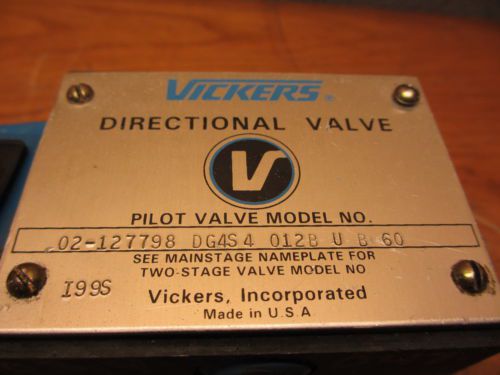 VICKERS®
DIRECTIONAL VALVE
V
PILOT VALVE MODEL NO.
02-127798 DG4S4 012B U B 60
SEE MAINSTAGE NAMEPLATE FOR
TWO-STAGE VALVE MODEL NO
I99S
Vickers, Incorporated
Made in U.S.A